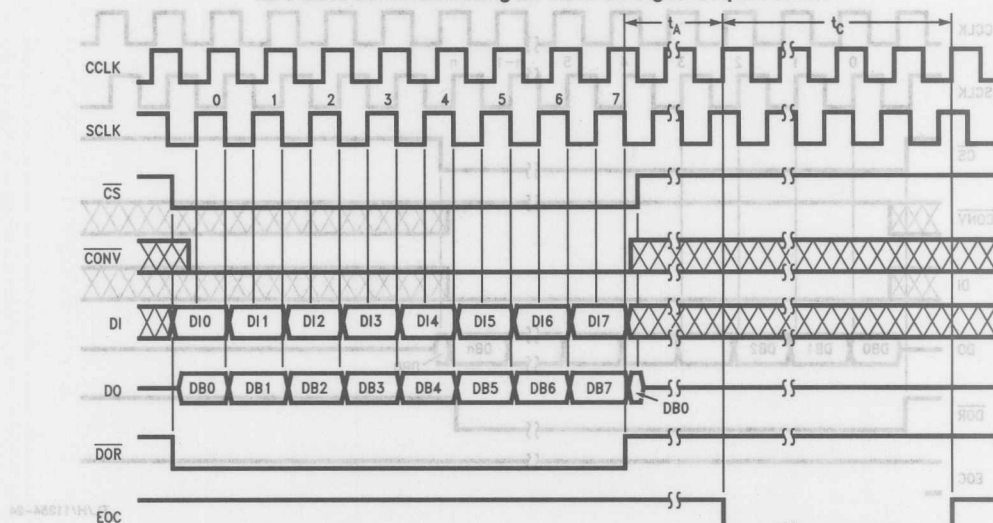 tA tC
CCLK
0 1 2 3 4 5 6 7
SCLK
CS
CONV
DI DI0 DI1 DI2 DI3 DI4 DI5 DI6 DI7
DO DB0 DB1 DB2 DB3 DB4 DB5 DB6 DB7
DB0
DOR
EOC